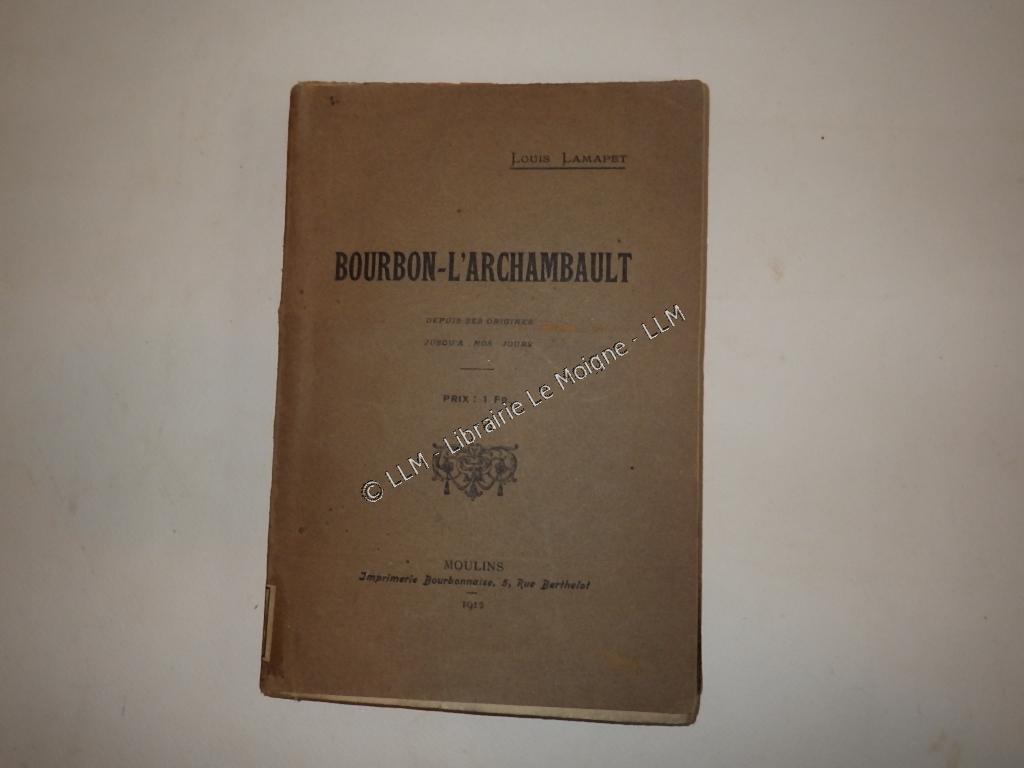 Louis Lamapet
BOURBON-L'ARCHAMBAULT
DEPUIS SES ORIGINES
JUSQU'A NOS JOURS
PRIX : 1 Fr.
© LLM - Librairie Le Moigne - LLM
MOULINS
Imprimerie Bourbonnaise, 5, Rue Berthelot
1912